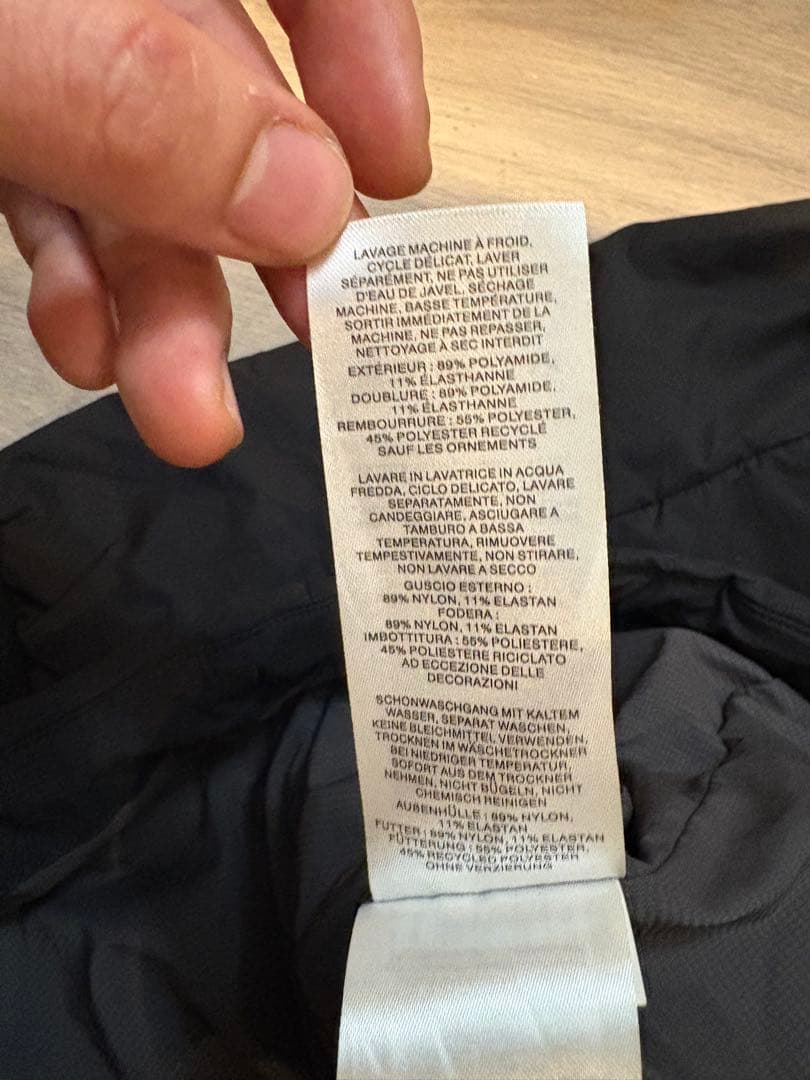 LAVAGE MACHINE À FROID,
CYCLE DÉLICAT, LAVER
SÉPARÉMENT, NE PAS UTILISER
D'EAU DE JAVEL, SÉCHAGE
MACHINE, BASSE TEMPÉRATURE,
SORTIR IMMÉDIATEMENT DE LA
MACHINE, NE PAS REPASSER,
NETTOYAGE À SEC INTERDIT
EXTÉRIEUR : 89% POLYAMIDE,
11% ÉLASTHANNE
DOUBLURE : 89% POLYAMIDE,
11% ÉLASTHANNE
REMBOURRURE : 55% POLYESTER,
45% POLYESTER RECYCLÉ
SAUF LES ORNEMENTS
LAVARE IN LAVATRICE IN ACQUA
FREDDA, CICLO DELICATO, LAVARE
SEPARATAMENTE, NON
CANDEGGIARE, ASCIUGARE A
TAMBURO A BASSA
TEMPERATURA, RIMUOVERE
TEMPESTIVAMENTE, NON STIRARE,
NON LAVARE A SECCO
GUSCIO ESTERNO :
89% NYLON, 11% ELASTAN
FODERA :
89% NYLON, 11% ELASTAN
IMBOTTITURA : 55% POLIESTERE,
45% POLIESTERE RICICLATO
AD ECCEZIONE DELLE
DECORAZIONI
SCHONWASCHGANG MIT KALTEM
WASSER, SEPARAT WASCHEN,
KEINE BLEICHMITTEL VERWENDEN,
TROCKNEN IM WÄSCHETROCKNER
BEI NIEDRIGER TEMPERATUR,
SOFORT AUS DEM TROCKNER
NEHMEN, NICHT BÜGELN, NICHT
CHEMISCH REINIGEN
AUßENHÜLLE : 89% NYLON,
11% ELASTAN
FUTTER : 89% NYLON, 11% ELASTAN
FÜTTERUNG : 55% POLYESTER,
45% RECYCLED POLYESTER
OHNE VERZIERUNG